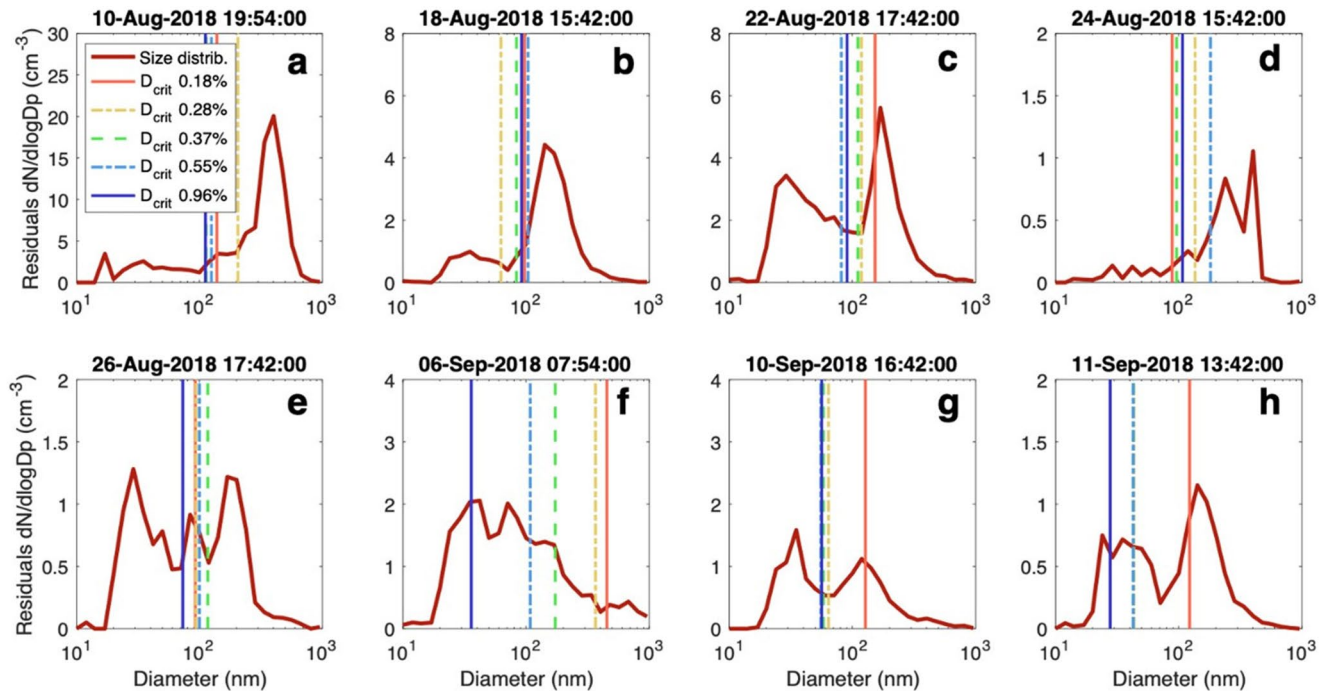 10-Aug-2018 19:54:00
18-Aug-2018 15:42:00
22-Aug-2018 17:42:00
24-Aug-2018 15:42:00
Residuals dN/dlogDp (cm⁻³)
30
25
20
15
10
5
0
Size distrib.
D_crit 0.18%
D_crit 0.28%
D_crit 0.37%
D_crit 0.55%
D_crit 0.96%
a
10¹
10²
10³
8
6
4
2
0
b
10¹
10²
10³
8
6
4
2
0
c
10¹
10²
10³
2
1.5
1
0.5
0
d
10¹
10²
10³
26-Aug-2018 17:42:00
06-Sep-2018 07:54:00
10-Sep-2018 16:42:00
11-Sep-2018 13:42:00
Residuals dN/dlogDp (cm⁻³)
2
1.5
1
0.5
0
e
10¹
10²
10³
Diameter (nm)
4
3
2
1
0
f
10¹
10²
10³
Diameter (nm)
4
3
2
1
0
g
10¹
10²
10³
Diameter (nm)
2
1.5
1
0.5
0
h
10¹
10²
10³
Diameter (nm)